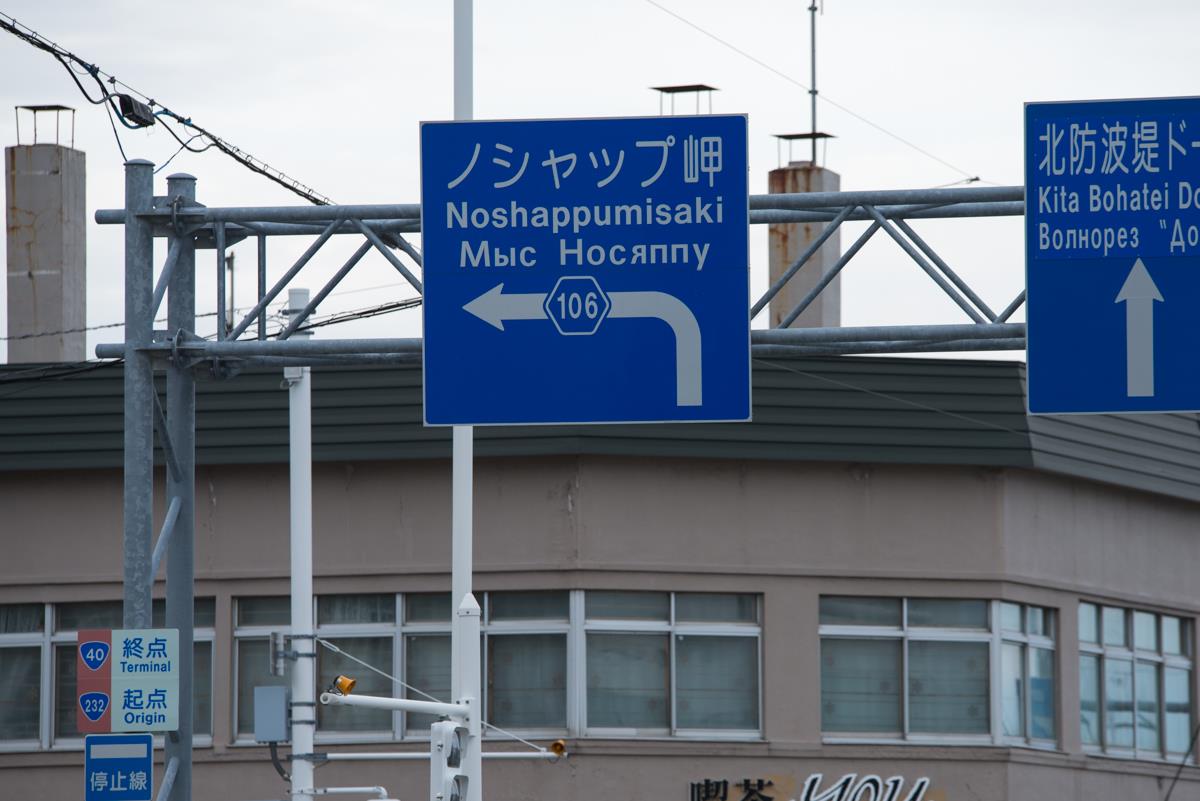 ノシャップ岬
Noshappumisaki
Мыс Носяппу
106
北防波堤ド
Kita Bohatei Do
Волнорез "До
40
終点
Terminal
232
起点
Origin
停止線
喫茶